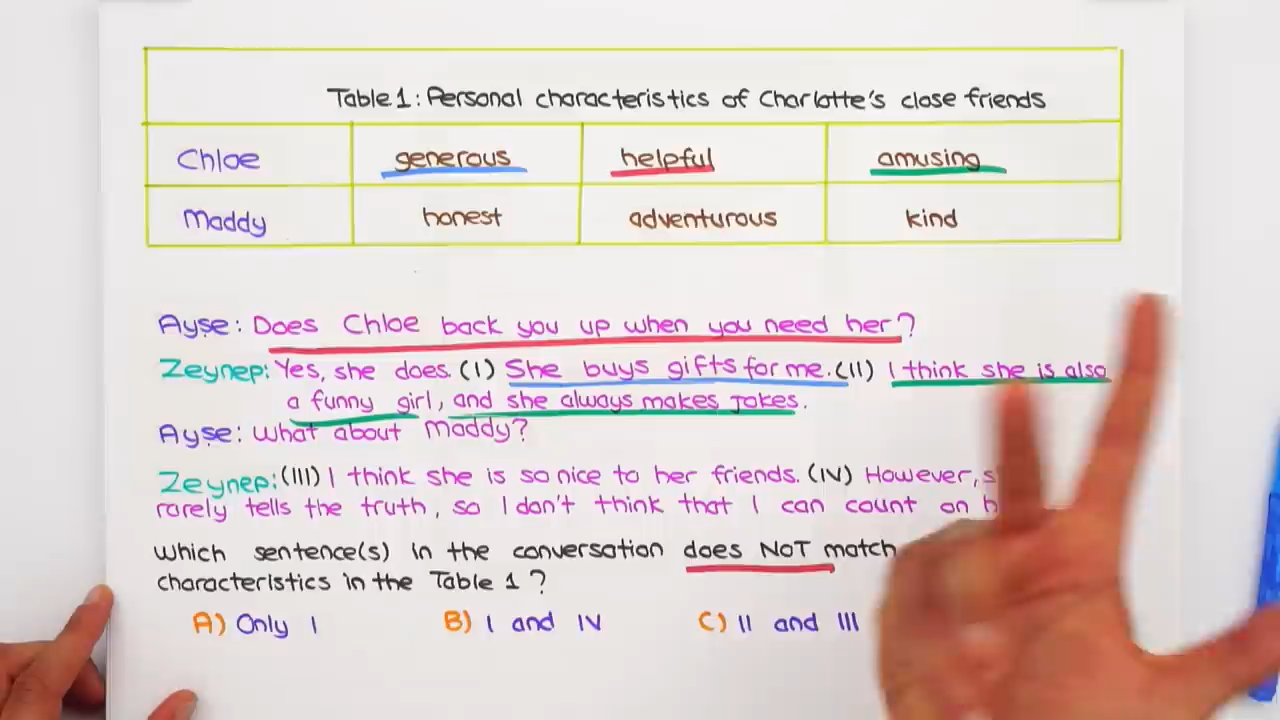 Table 1: Personal characteristics of Charlotte's close friends
Chloe generous helpful amusing
Maddy honest adventurous kind
Ayşe: Does Chloe back you up when you need her?
Zeynep: Yes, she does. (I) She buys gifts for me. (II) I think she is also
a funny girl, and she always makes jokes.
Ayşe: What about Maddy?
Zeynep: (III) I think she is so nice to her friends. (IV) However,
rarely tells the truth, so I don't think that I can count on
Which sentence(s) in the conversation does NOT match
characteristics in the Table 1?
A) Only I B) I and IV C) II and III